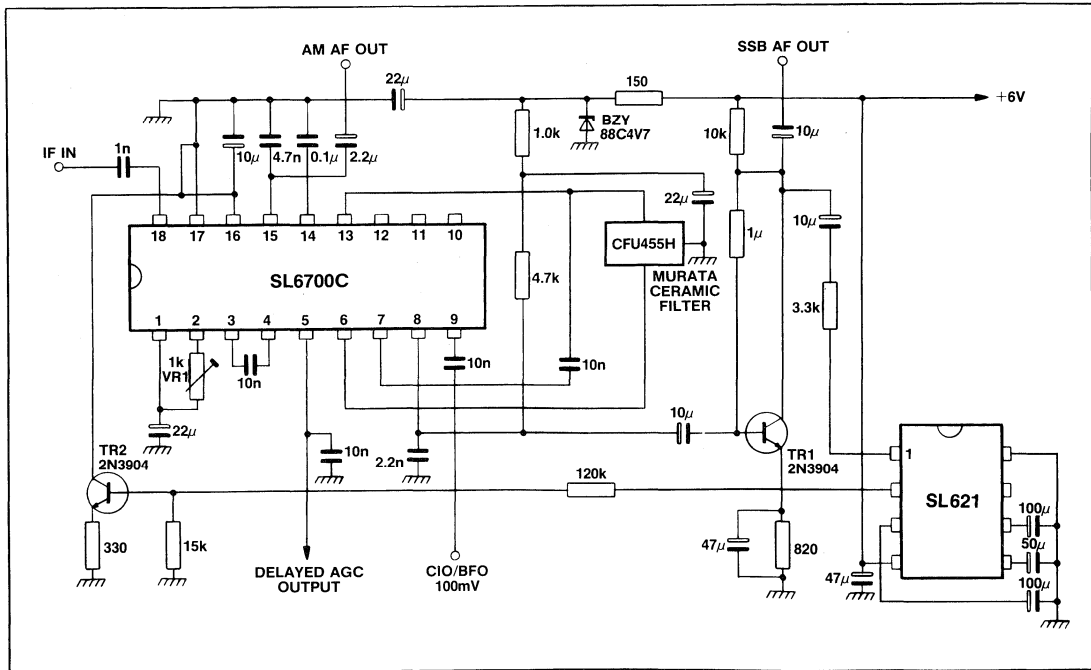 AM AF OUT
SSB AF OUT
22μ
150
+6V
BZY
88C4V7
1.0k
10k
10μ
IF IN
1n
10μ
4.7n
0.1μ
2.2μ
22μ
10μ
1μ
CFU455H
MURATA
CERAMIC
FILTER
18
17
16
15
14
13
12
11
10
SL6700C
4.7k
3.3k
1
2
3
4
5
6
7
8
9
1k
VR1
10n
10n
10n
22μ
10μ
TR2
2N3904
10n
2.2n
TR1
2N3904
1
SL621
120k
100μ
50μ
100μ
330
15k
47μ
820
47μ
DELAYED AGC
OUTPUT
CIO/BFO
100mV